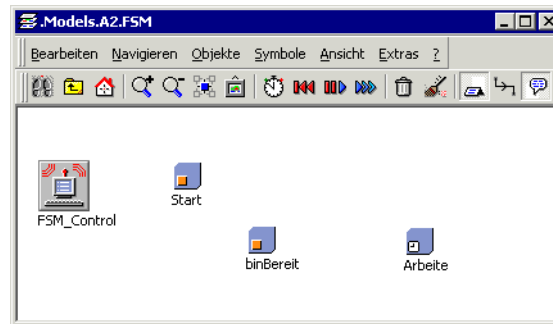 .Models.A2.FSM
Bearbeiten Navigieren Objekte Symbole Ansicht Extras ?
FSM_Control
Start
binBereit
Arbeite